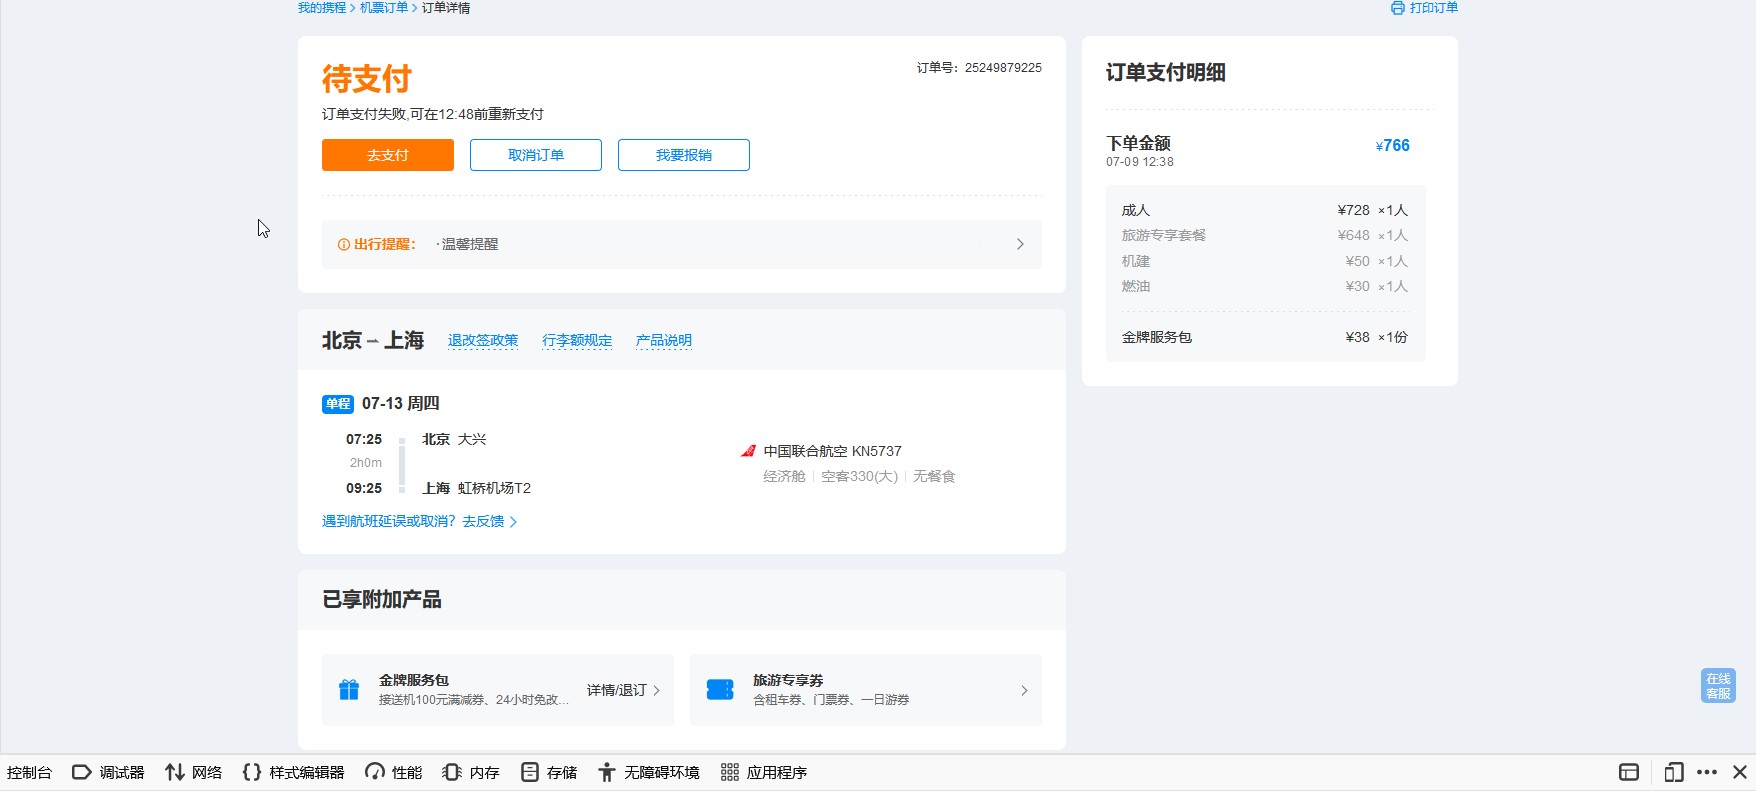 我的携程 > 机票订单 > 订单详情
打印订单
待支付
订单号：25249879225
订单支付失败,可在12:48前重新支付
去支付
取消订单
我要报销
出行提醒： ·温馨提醒
北京 上海 退改签政策 行李额规定 产品说明
单程 07-13 周四
07:25 北京 大兴
2h0m
09:25 上海 虹桥机场T2
中国联合航空 KN5737
经济舱 | 空客330(大) | 无餐食
遇到航班延误或取消？去反馈 >
已享附加产品
金牌服务包
接送机100元满减券、24小时免改...
详情/退订 >
旅游专享券
含租车券、门票券、一日游券
订单支付明细
下单金额 ¥766
07-09 12:38
成人 ¥728 ×1人
旅游专享套餐 ¥648 ×1人
机建 ¥50 ×1人
燃油 ¥30 ×1人
金牌服务包 ¥38 ×1份
在线
客服
控制台 调试器 网络 样式编辑器 性能 内存 存储 无障碍环境 应用程序